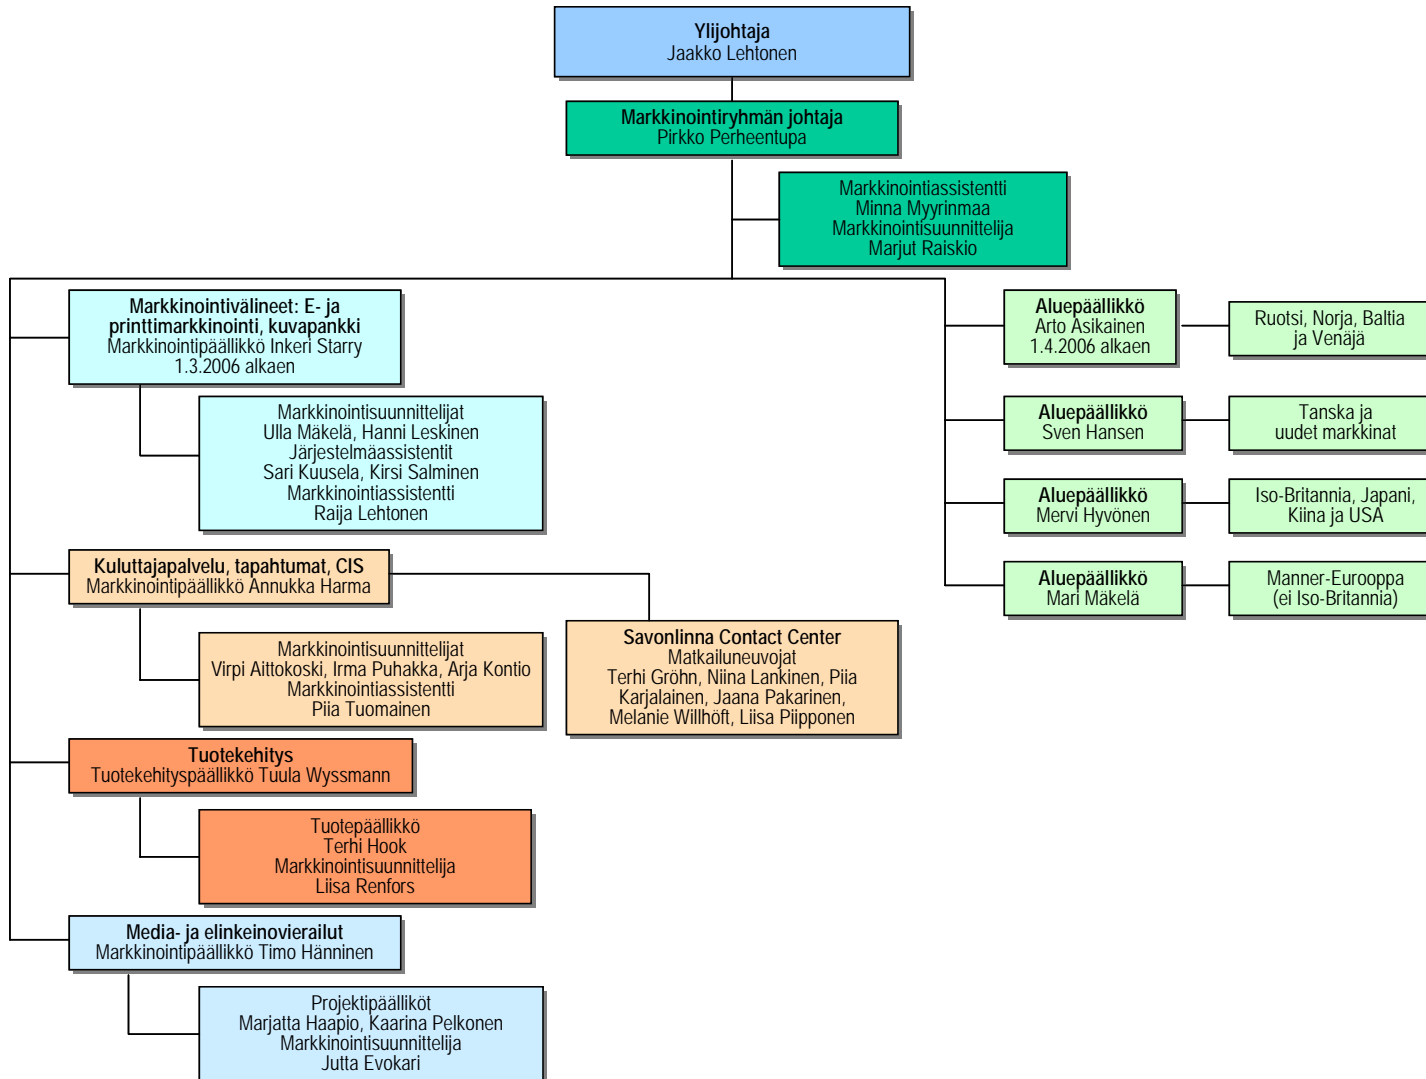 Ylijohtaja
Jaakko Lehtonen
Markkinointiryhmän johtaja
Pirkko Perheentupa
Markkinointiassistentti
Minna Myyrinmaa
Markkinointisuunnittelija
Marjut Raiskio
Markkinointivälineet: E- ja
printtimarkkinointi, kuvapankki
Markkinointipäällikkö Inkeri Starry
1.3.2006 alkaen
Markkinointisuunnittelijat
Ulla Mäkelä, Hanni Leskinen
Järjestelmäassistentit
Sari Kuusela, Kirsi Salminen
Markkinointiassistentti
Raija Lehtonen
Kuluttajapalvelu, tapahtumat, CIS
Markkinointipäällikkö Annukka Harma
Markkinointisuunnittelijat
Virpi Aittokoski, Irma Puhakka, Arja Kontio
Markkinointiassistentti
Piia Tuomainen
Savonlinna Contact Center
Matkailuneuvojat
Terhi Gröhn, Niina Lankinen, Piia
Karjalainen, Jaana Pakarinen,
Melanie Willhöft, Liisa Piipponen
Tuotekehitys
Tuotekehityspäällikkö Tuula Wyssmann
Tuotepäällikkö
Terhi Hook
Markkinointisuunnittelija
Liisa Renfors
Media- ja elinkeinovierailut
Markkinointipäällikkö Timo Hänninen
Projektipäälliköt
Marjatta Haapio, Kaarina Pelkonen
Markkinointisuunnittelija
Jutta Evokari
Aluepäällikkö
Arto Asikainen
1.4.2006 alkaen
Ruotsi, Norja, Baltia
ja Venäjä
Aluepäällikkö
Sven Hansen
Tanska ja
uudet markkinat
Aluepäällikkö
Mervi Hyvönen
Iso-Britannia, Japani,
Kiina ja USA
Aluepäällikkö
Mari Mäkelä
Manner-Eurooppa
(ei Iso-Britannia)